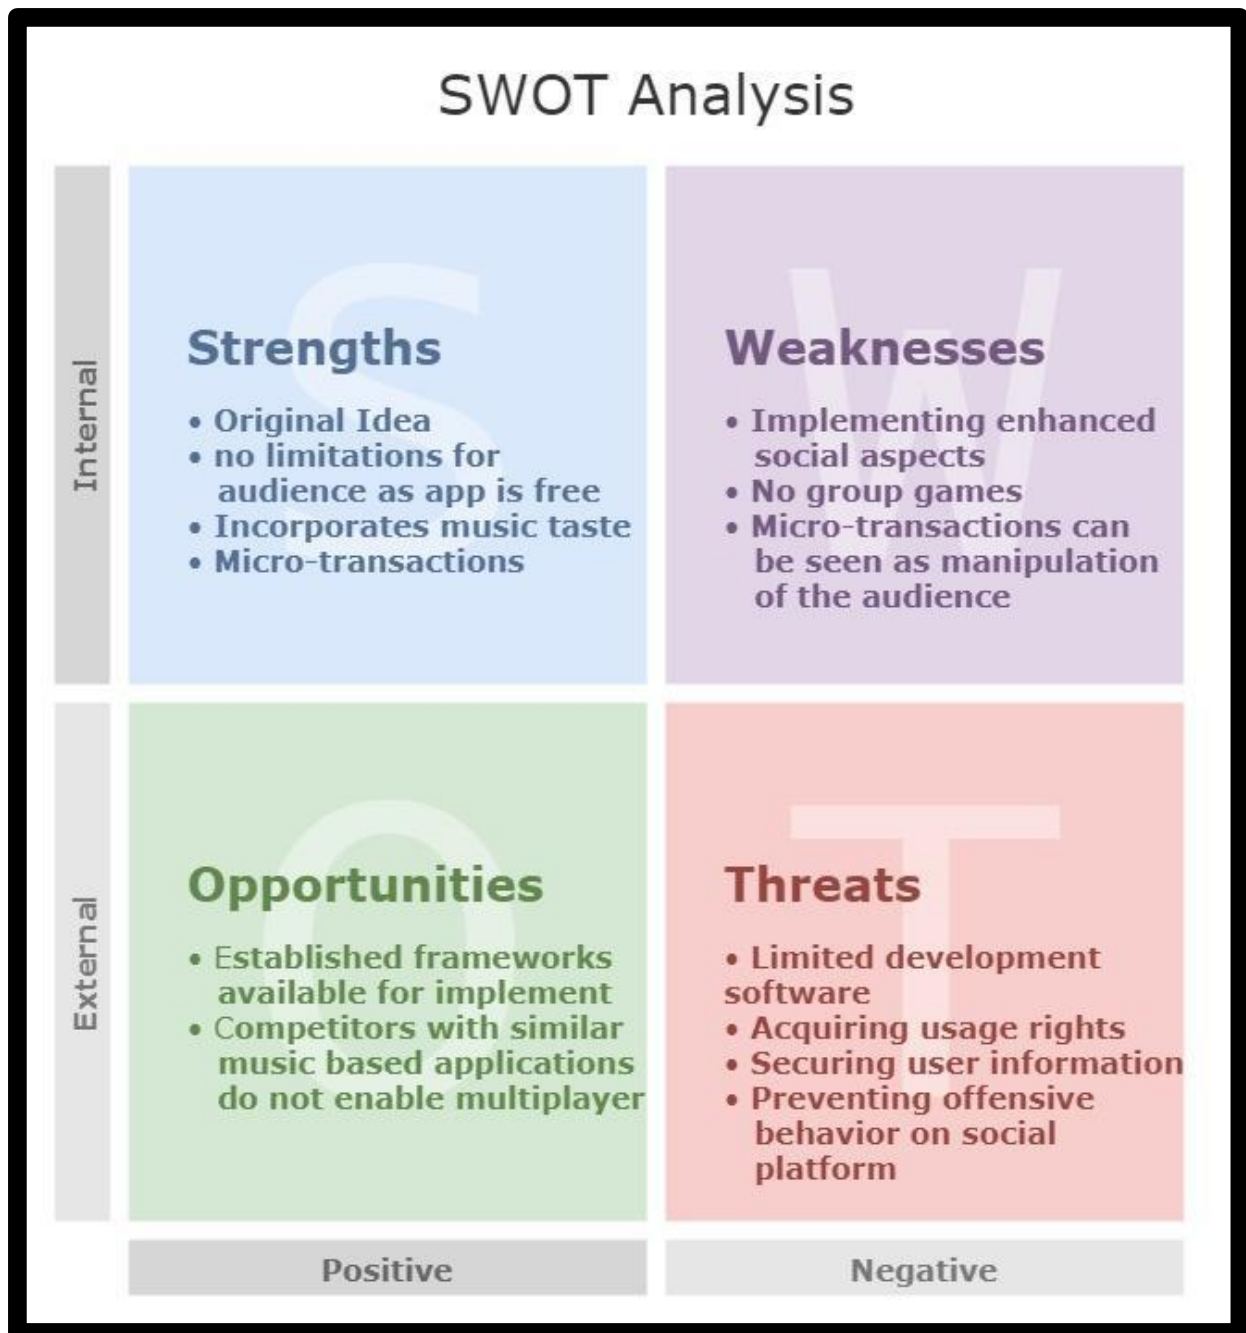 SWOT Analysis
Internal
S
Strengths
• Original Idea
• no limitations for
audience as app is free
• Incorporates music taste
• Micro-transactions
W
Weaknesses
• Implementing enhanced
social aspects
• No group games
• Micro-transactions can
be seen as manipulation
of the audience
External
O
Opportunities
• Established frameworks
available for implement
• Competitors with similar
music based applications
do not enable multiplayer
T
Threats
• Limited development
software
• Acquiring usage rights
• Securing user information
• Preventing offensive
behavior on social
platform
Positive
Negative